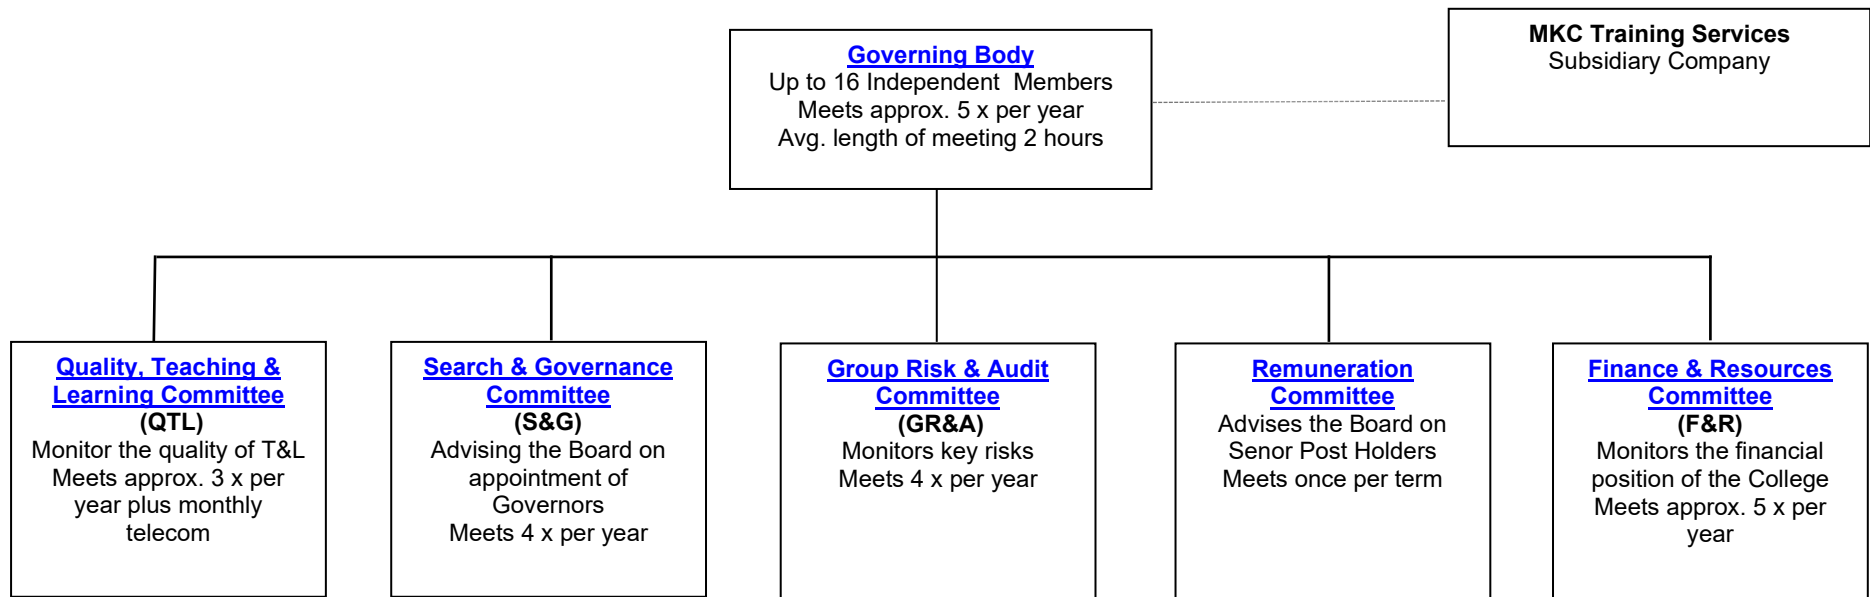 Governing Body
Up to 16 Independent  Members
Meets approx. 5 x per year
Avg. length of meeting 2 hours
MKC Training Services
Subsidiary Company
Quality, Teaching &
Learning Committee
(QTL)
Monitor the quality of T&L
Meets approx. 3 x per
year plus monthly
telecom
Search & Governance
Committee
(S&G)
Advising the Board on
appointment of
Governors
Meets 4 x per year
Group Risk & Audit
Committee
(GR&A)
Monitors key risks
Meets 4 x per year
Remuneration
Committee
Advises the Board on
Senor Post Holders
Meets once per term
Finance & Resources
Committee
(F&R)
Monitors the financial
position of the College
Meets approx. 5 x per
year